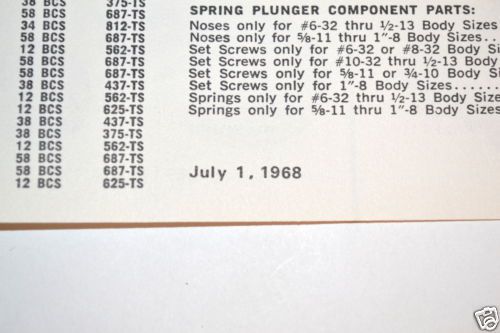 38 BCS 375-TS
58 BCS 687-TS
34 BCS 812-TS
58 BCS 687-TS
12 BCS 562-TS
58 BCS 687-TS
58 BCS 687-TS
38 BCS 437-TS
12 BCS 562-TS
12 BCS 625-TS
38 BCS 437-TS
38 BCS 375-TS
12 BCS 562-TS
58 BCS 687-TS
58 BCS 687-TS
12 BCS 625-TS
SPRING PLUNGER COMPONENT PARTS:
Noses only for #6-32 thru ½-13 Body Sizes
Noses only for ⅝-11 thru 1"-8 Body Sizes...
Set Screws only for #6-32 or #8-32 Body S
Set Screws only for #10-32 thru ½-13 Body
Set Screws only for ⅝-11 or ¾-10 Body Si
Set Screws only for 1"-8 Body Sizes.......
Springs only for #6-32 thru ½-13 Body Size
Springs only for ⅝-11 thru 1"-8 Body Sizes
July 1, 1968
ebay